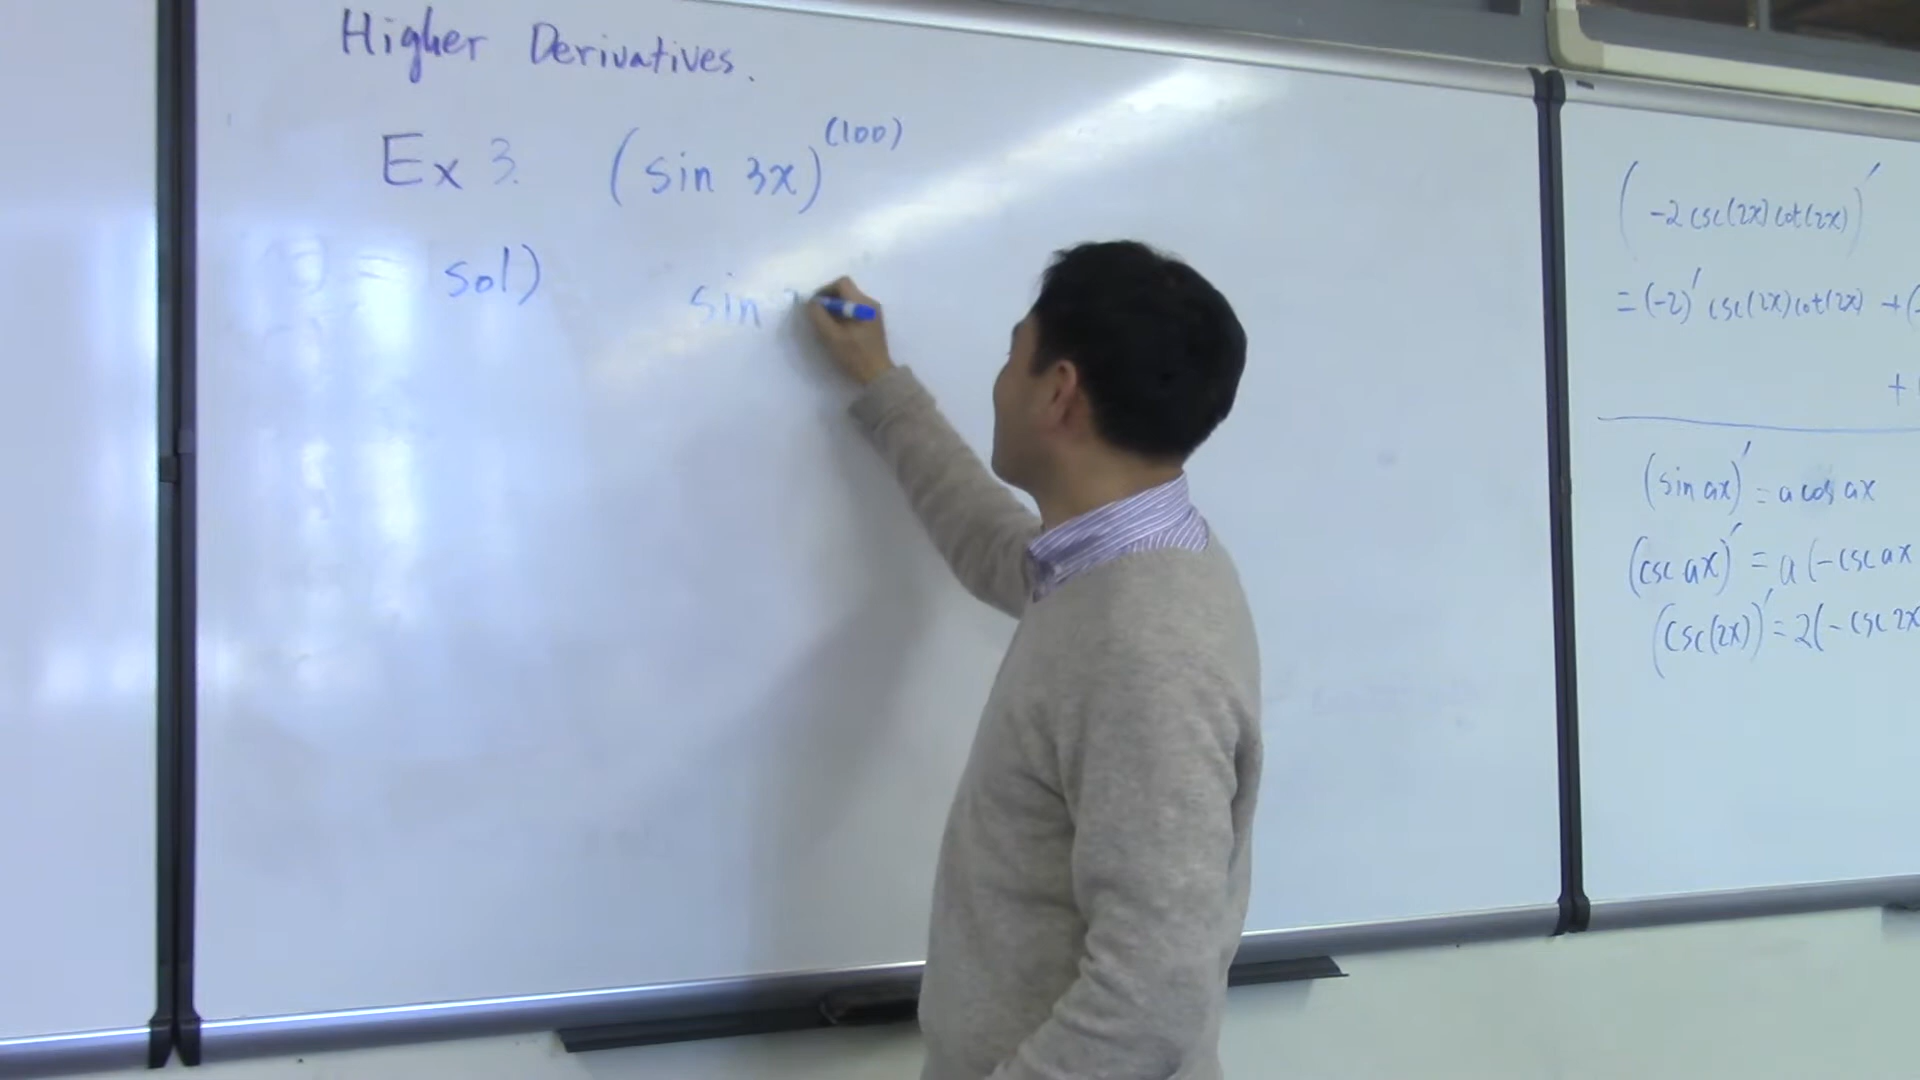 Higher Derivatives.
Ex 3. (sin 3x)^(100)
sol) sin
(-2 csc(2x) cot(2x))'
= (-2)' csc(2x) cot(2x) + (
+
(sin ax)' = a cos ax
(csc ax)' = a (-csc ax
(csc(2x))' = 2(-csc 2x